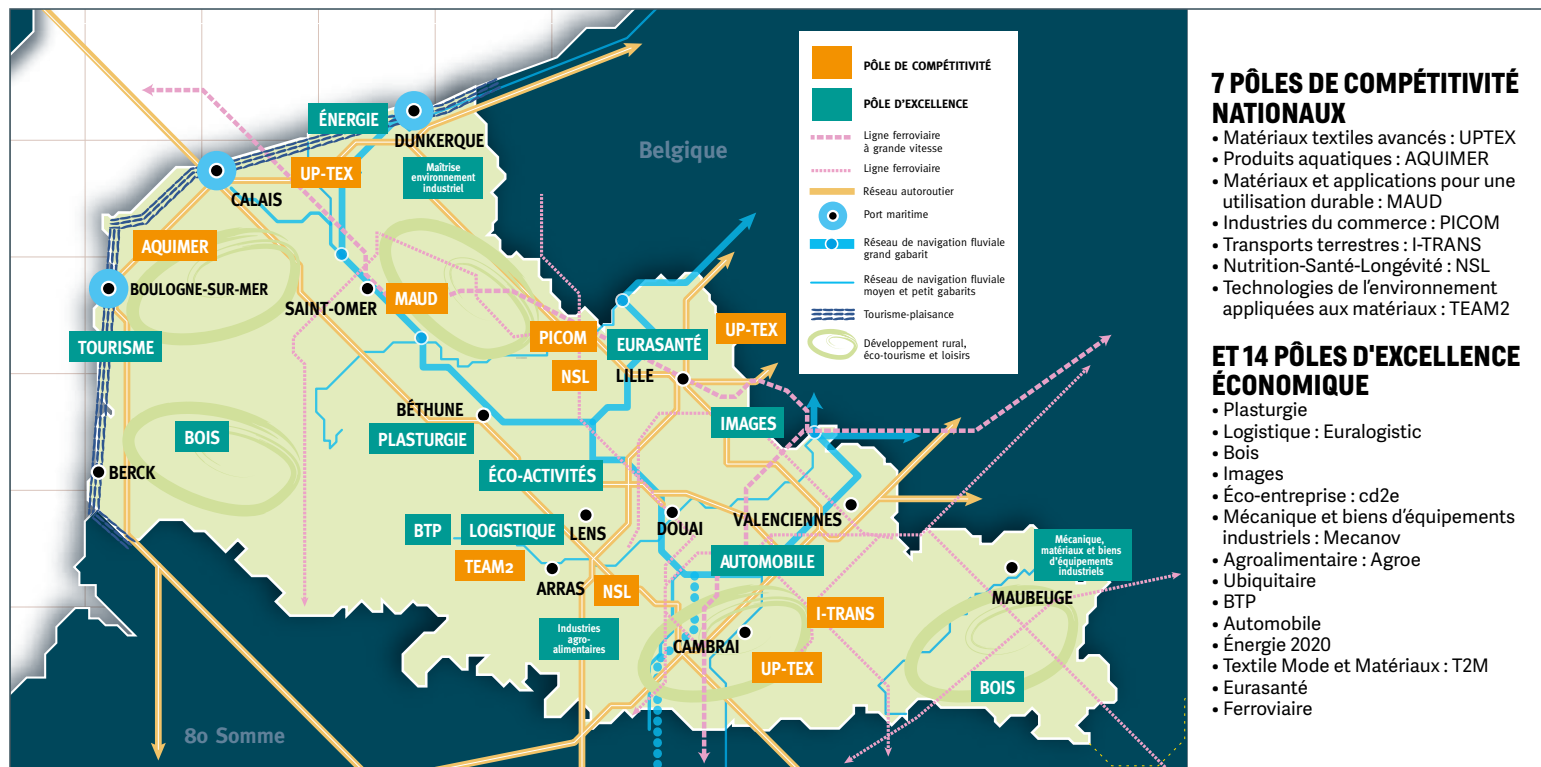 ÉNERGIE
DUNKERQUE
Belgique
UP-TEX
Maîtrise
environnement
industriel
CALAIS
AQUIMER
BOULOGNE-SUR-MER
SAINT-OMER
MAUD
TOURISME
PICOM
EURASANTÉ
UP-TEX
NSL
LILLE
BÉTHUNE
BOIS
PLASTURGIE
IMAGES
BERCK
ÉCO-ACTIVITÉS
BTP
LOGISTIQUE
LENS
DOUAI
VALENCIENNES
TEAM2
ARRAS
NSL
AUTOMOBILE
Mécanique,
matériaux et biens
d'équipements
industriels
MAUBEUGE
Industries
agro-
alimentaires
CAMBRAI
I-TRANS
UP-TEX
BOIS
80 Somme
PÔLE DE COMPÉTITIVITÉ
PÔLE D'EXCELLENCE
Ligne ferroviaire
à grande vitesse
Ligne ferroviaire
Réseau autoroutier
Port maritime
Réseau de navigation fluviale
grand gabarit
Réseau de navigation fluviale
moyen et petit gabarits
Tourisme-plaisance
Développement rural,
éco-tourisme et loisirs
7 PÔLES DE COMPÉTITIVITÉ
NATIONAUX
• Matériaux textiles avancés : UPTEX
• Produits aquatiques : AQUIMER
• Matériaux et applications pour une
utilisation durable : MAUD
• Industries du commerce : PICOM
• Transports terrestres : I-TRANS
• Nutrition-Santé-Longévité : NSL
• Technologies de l'environnement
appliquées aux matériaux : TEAM2
ET 14 PÔLES D'EXCELLENCE
ÉCONOMIQUE
• Plasturgie
• Logistique : Euralogistic
• Bois
• Images
• Éco-entreprise : cd2e
• Mécanique et biens d'équipements
industriels : Mecanov
• Agroalimentaire : Agroe
• Ubiquitaire
• BTP
• Automobile
• Énergie 2020
• Textile Mode et Matériaux : T2M
• Eurasanté
• Ferroviaire